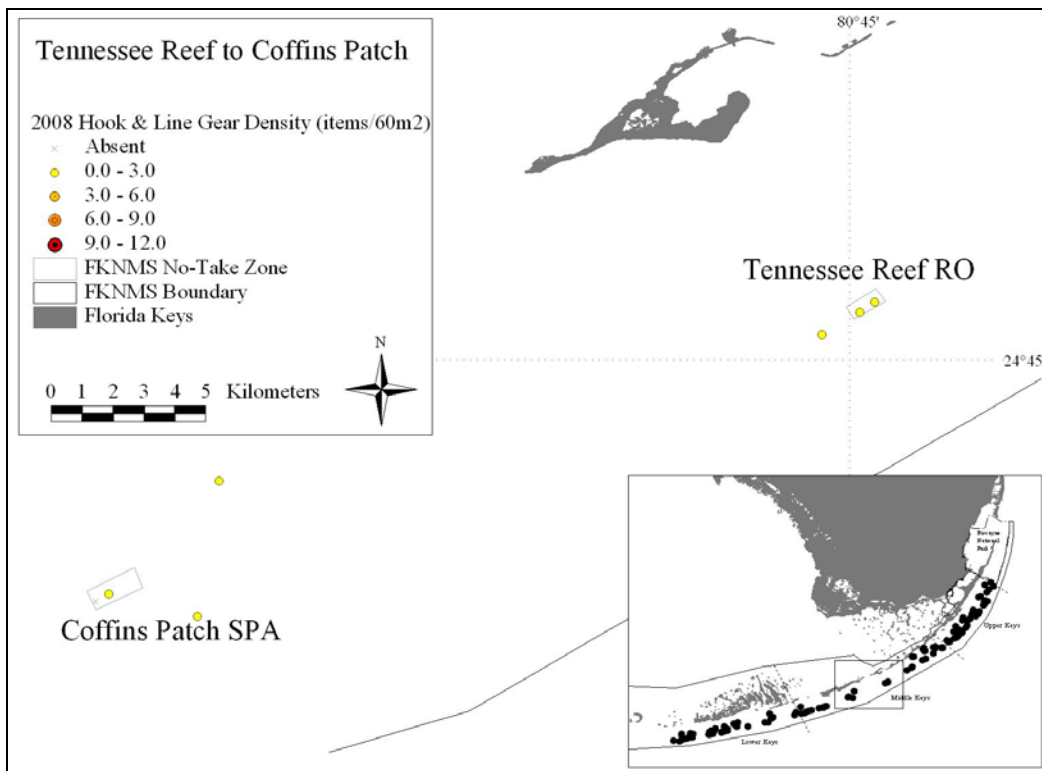 80°45'
Tennessee Reef to Coffins Patch
2008 Hook & Line Gear Density (items/60m2)
Absent
0.0 - 3.0
3.0 - 6.0
6.0 - 9.0
9.0 - 12.0
FKNMS No-Take Zone
FKNMS Boundary
Florida Keys
N
0 1 2 3 4 5 Kilometers
Tennessee Reef RO
24°45
Coffins Patch SPA
Biscayne
National
Park
Upper Keys
Middle Keys
Lower Keys